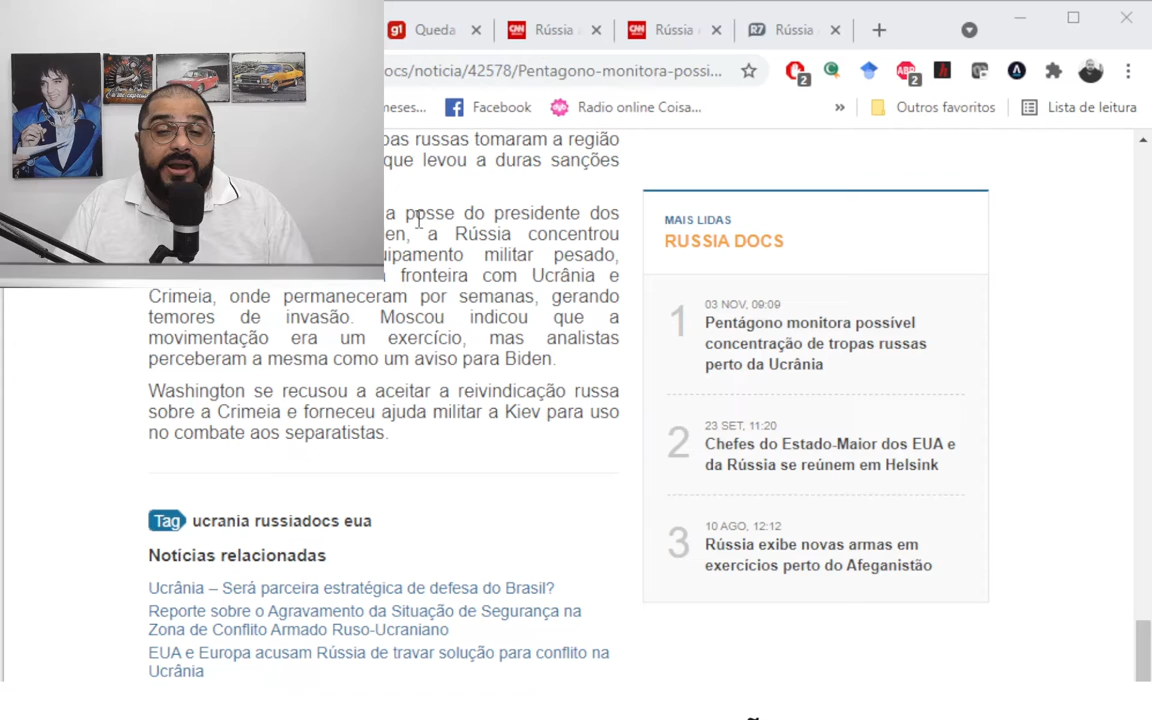 g1 Queda
CNN Rússia
CNN Rússia
R7 Rússia
ocs/noticia/42578/Pentagono-monitora-possi...
2
ABP
2
meses...
Facebook
Radio online Coisa...
»
Outros favoritos
Lista de leitura
pas russas tomaram a região
que levou a duras sanções
a posse do presidente dos
en, a Rússia concentrou
uipamento militar pesado,
fronteira com Ucrânia e
Crimeia, onde permaneceram por semanas, gerando
temores de invasão. Moscou indicou que a
movimentação era um exercício, mas analistas
perceberam a mesma como um aviso para Biden.
Washington se recusou a aceitar a reivindicação russa
sobre a Crimeia e forneceu ajuda militar a Kiev para uso
no combate aos separatistas.
Tag ucrania russiadocs eua
Notícias relacionadas
Ucrânia – Será parceira estratégica de defesa do Brasil?
Reporte sobre o Agravamento da Situação de Segurança na
Zona de Conflito Armado Ruso-Ucraniano
EUA e Europa acusam Rússia de travar solução para conflito na
Ucrânia
MAIS LIDAS
RUSSIA DOCS
1
03 NOV, 09:09
Pentágono monitora possível
concentração de tropas russas
perto da Ucrânia
2
23 SET, 11:20
Chefes do Estado-Maior dos EUA e
da Rússia se reúnem em Helsink
3
10 AGO, 12:12
Rússia exibe novas armas em
exercícios perto do Afeganistão